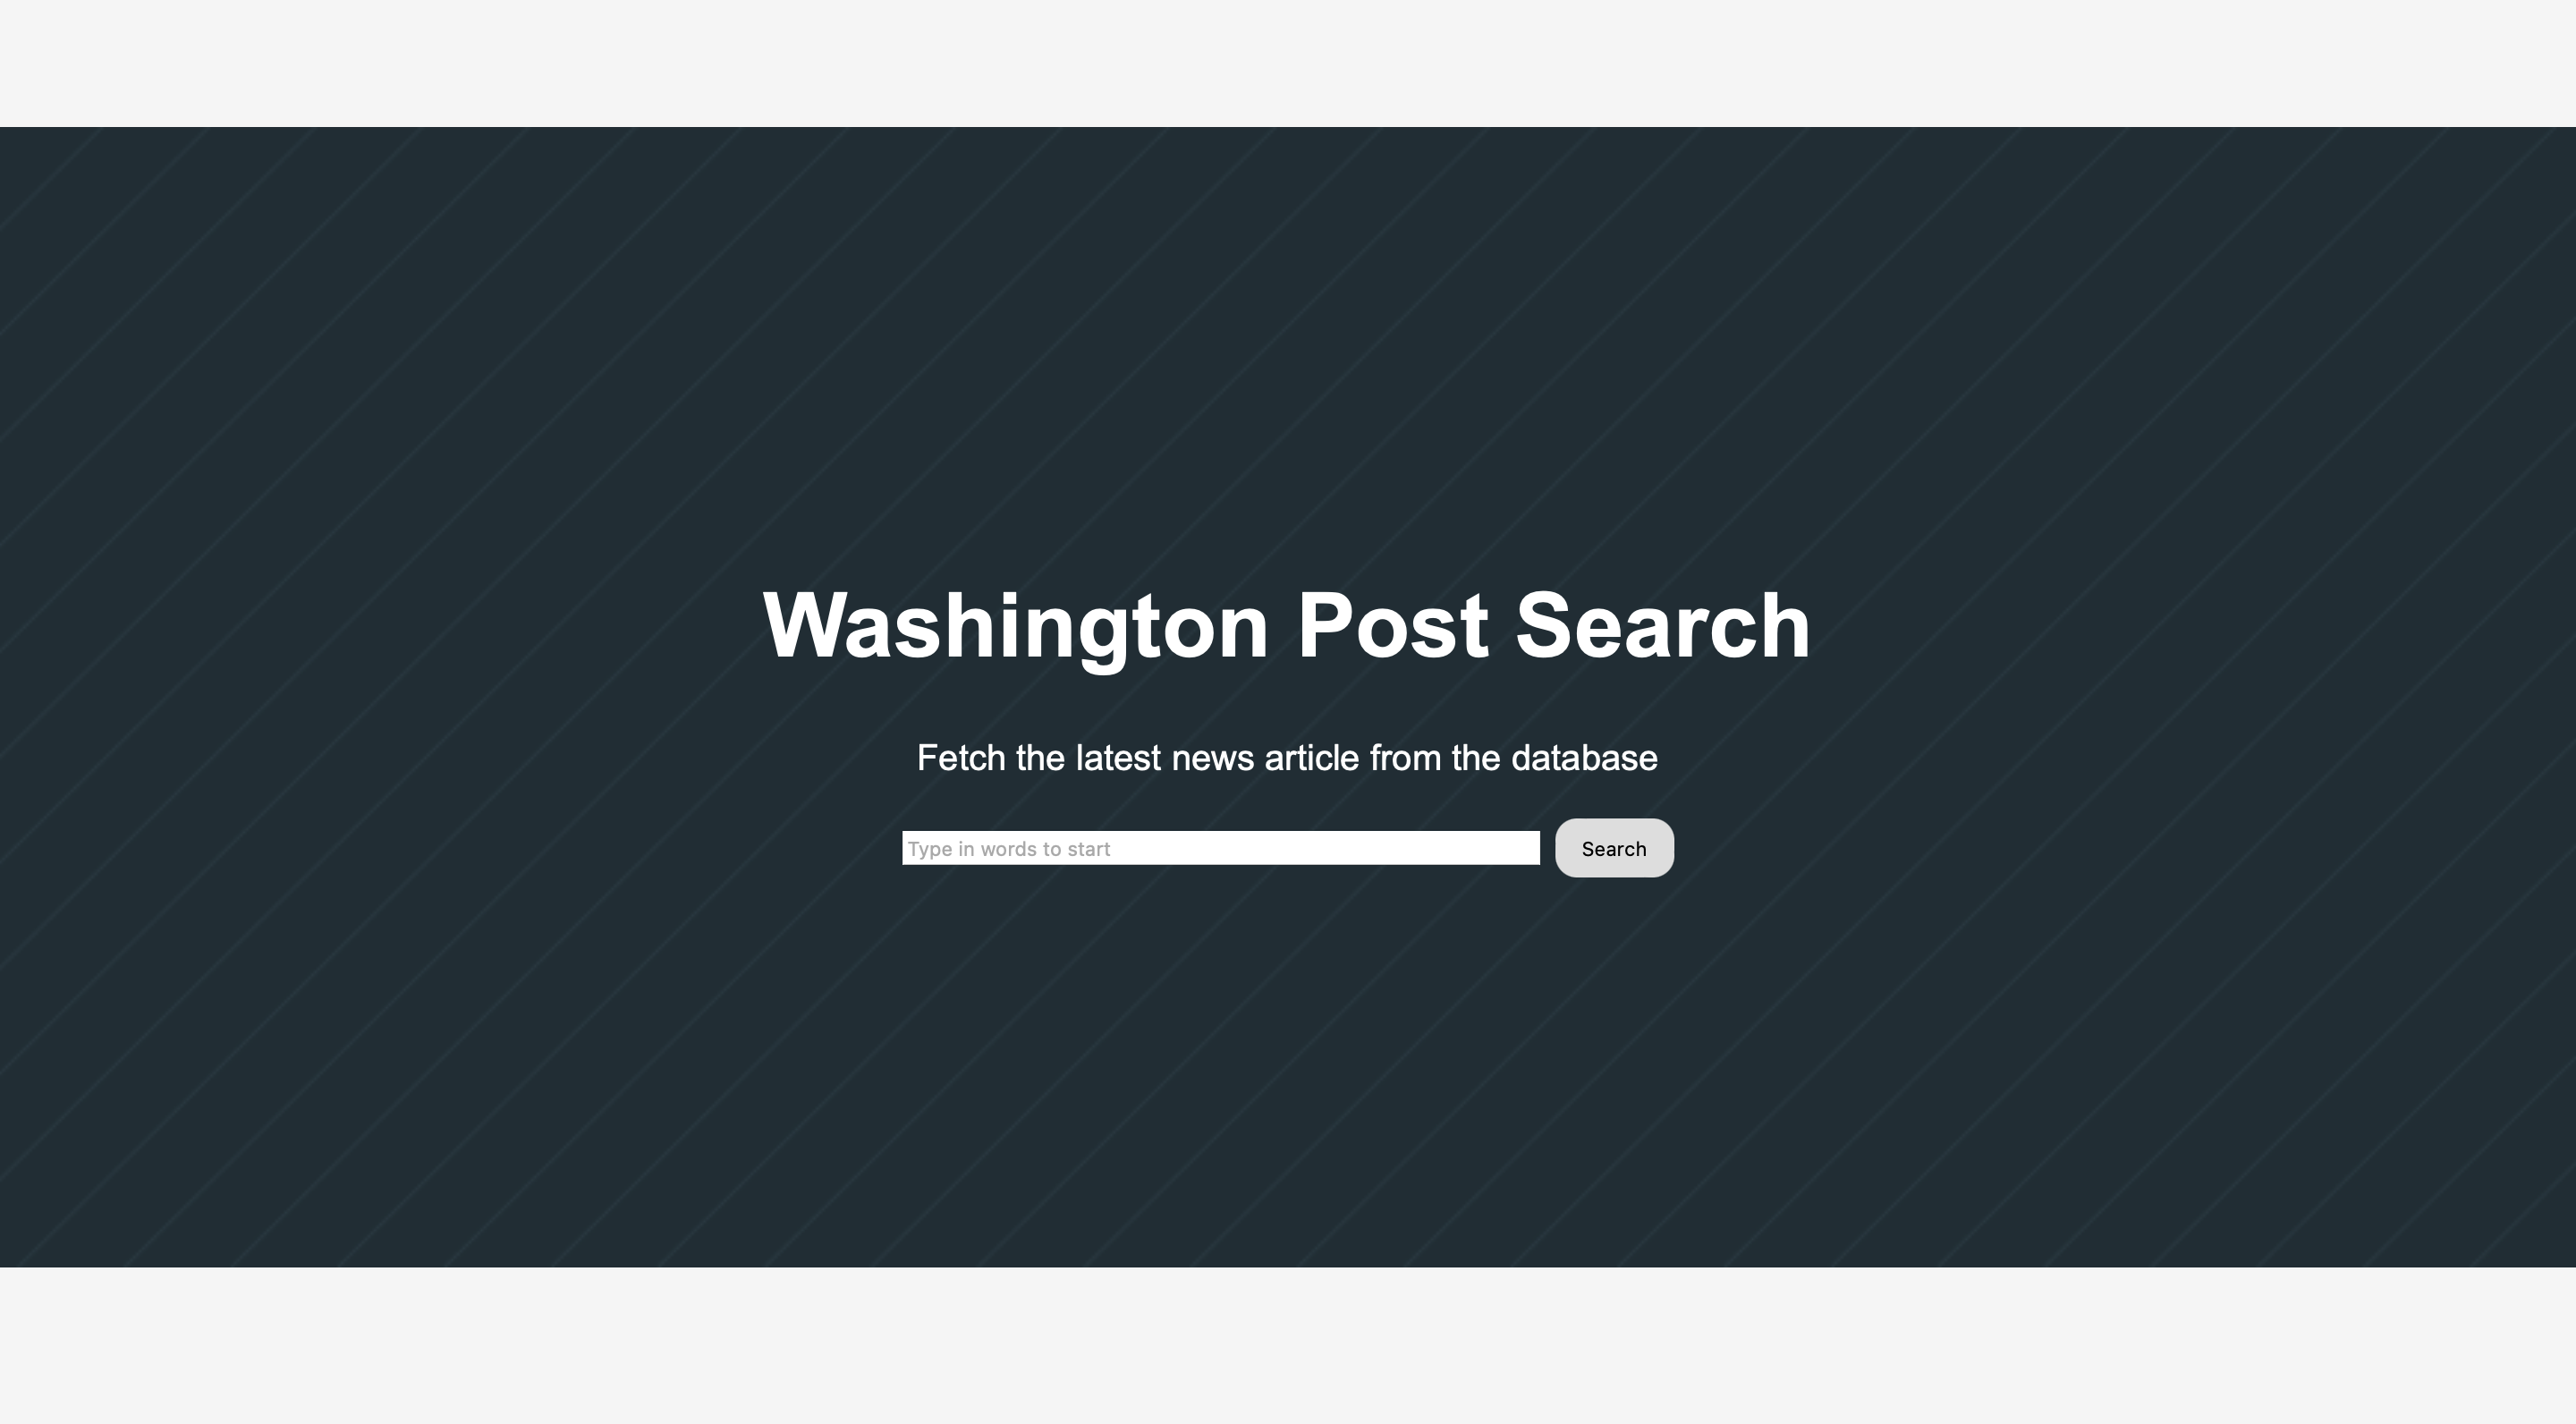 Washington Post Search
Fetch the latest news article from the database
Type in words to start
Search